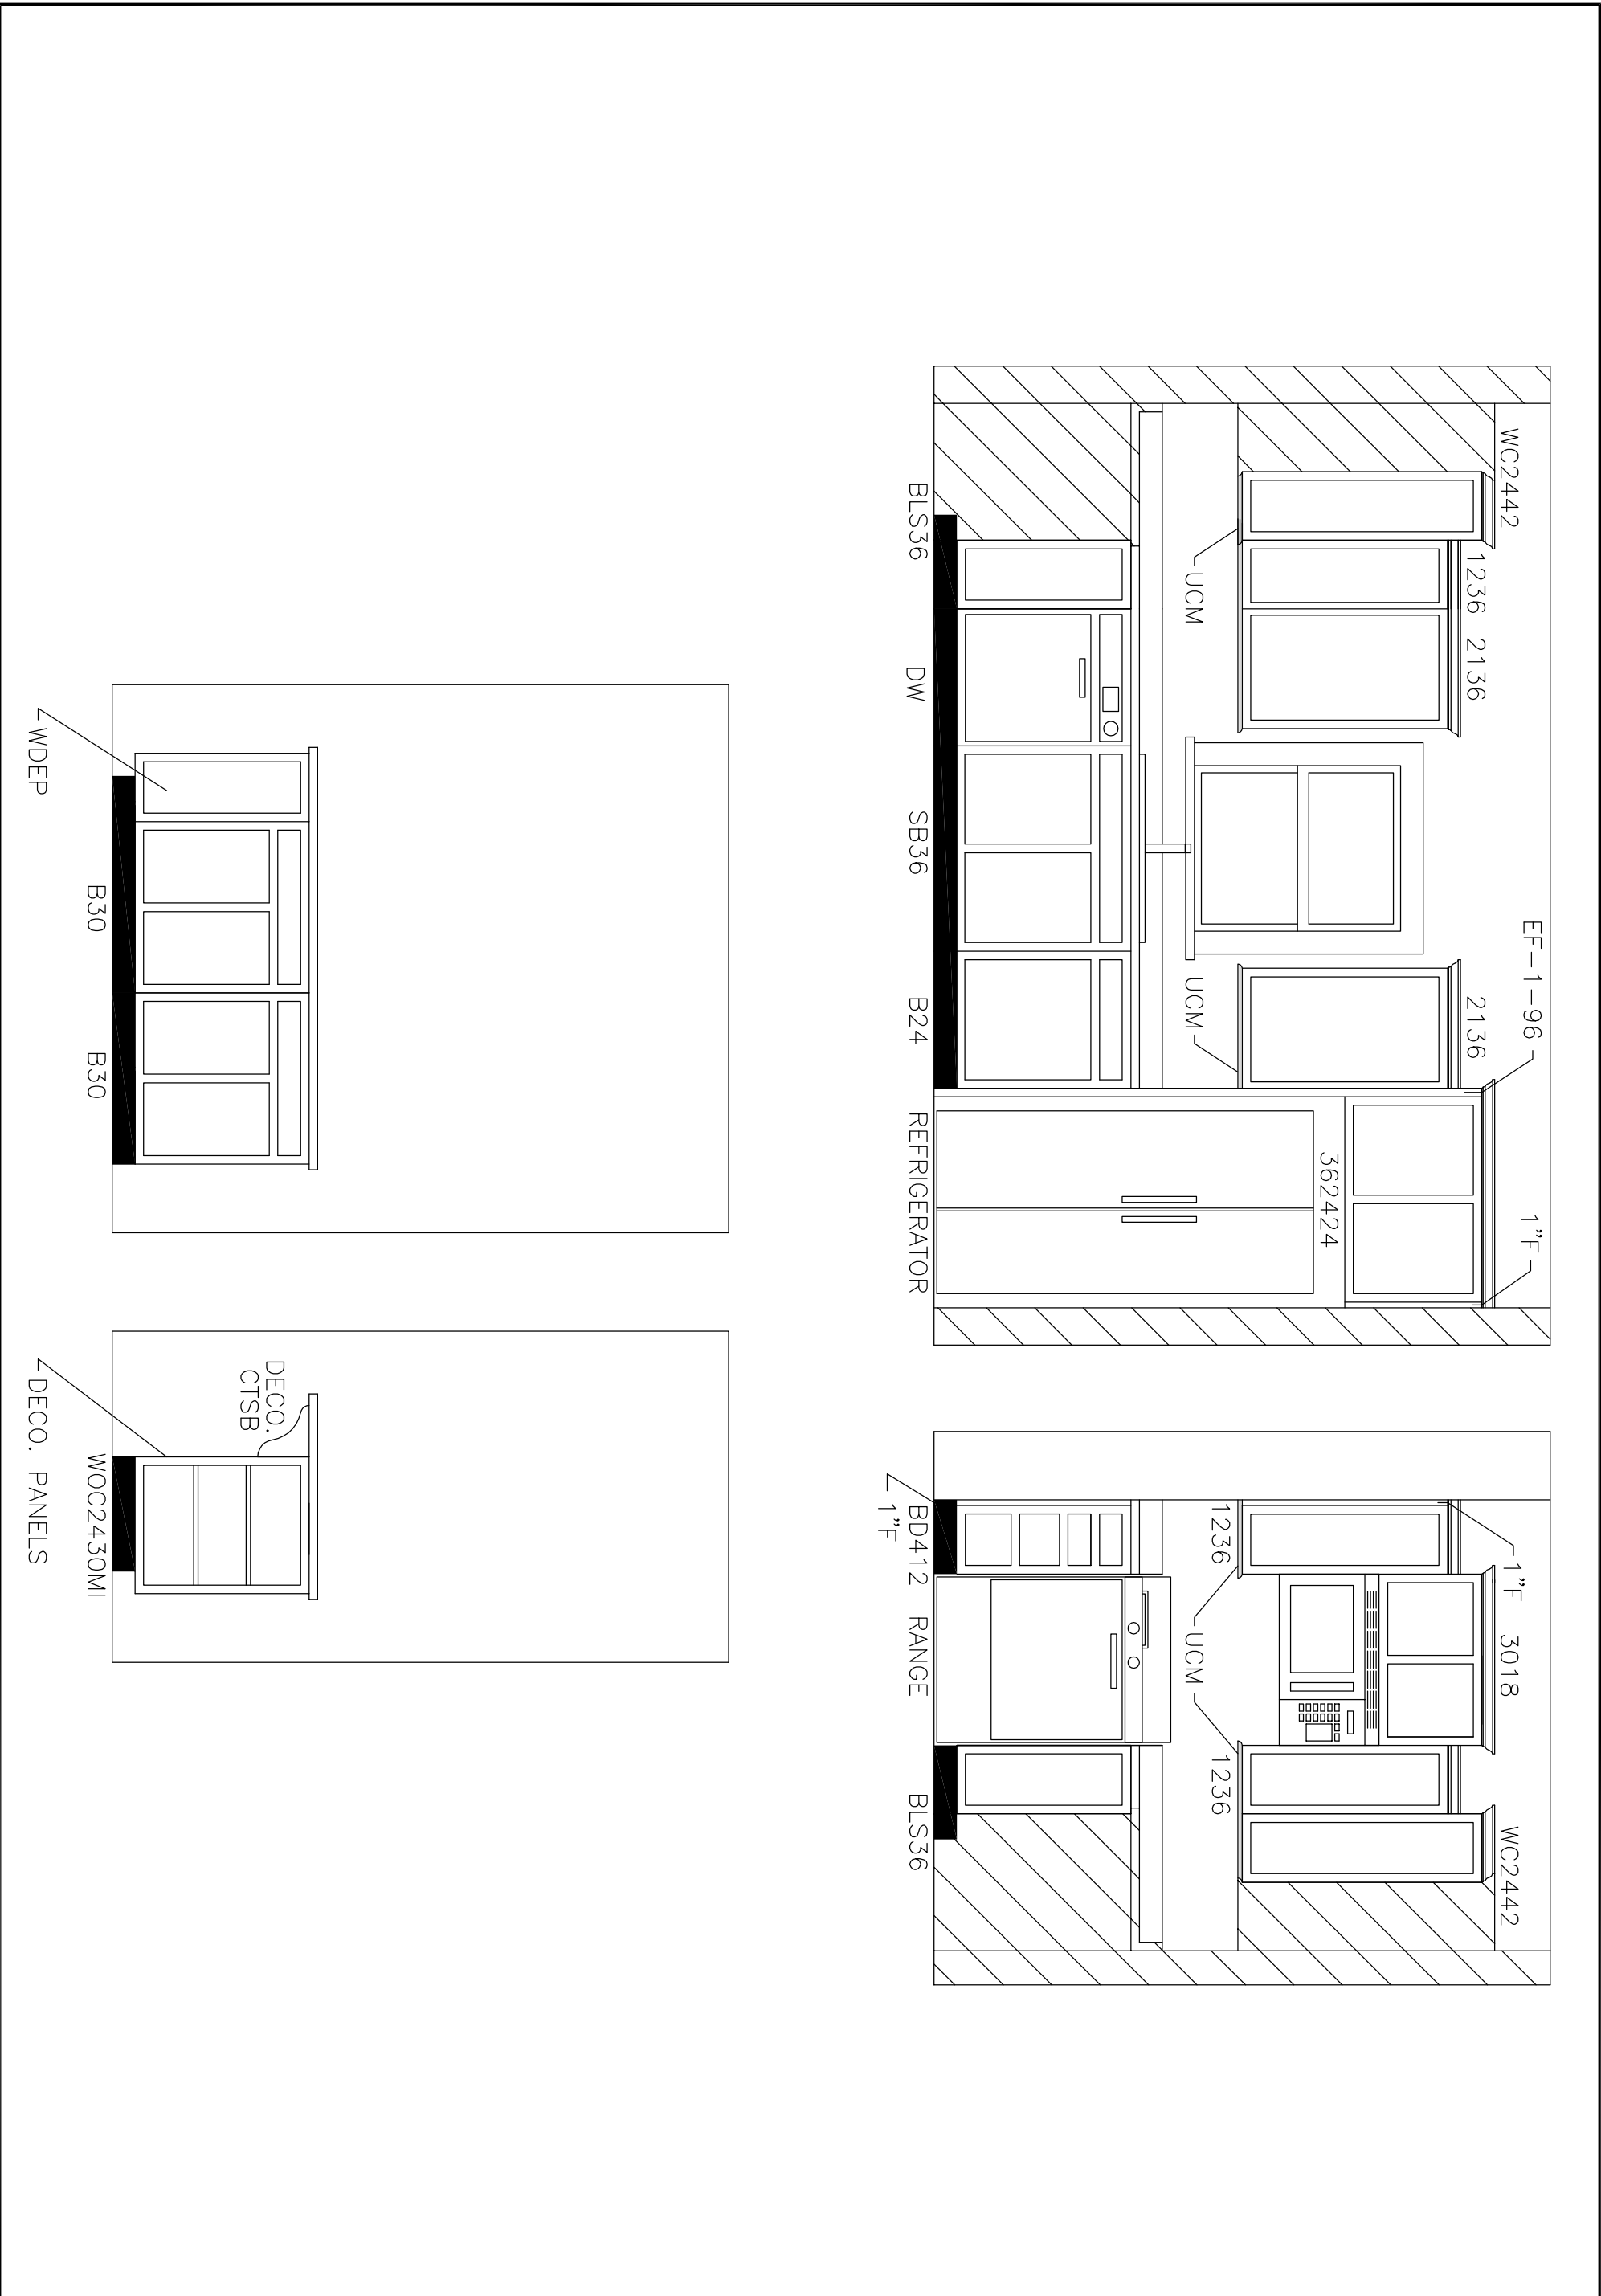 EF-1-96
1"F
WC2442
1236 2136
2136
362424
UCM
UCM
BLS36
DW
SB36
B24
REFRIGERATOR
1"F
3018
WC2442
1236
1236
UCM
BD412
RANGE
BLS36
1"F
B30
B30
WDEP
DECO.
CTSB
WOC2430MI
DECO. PANELS